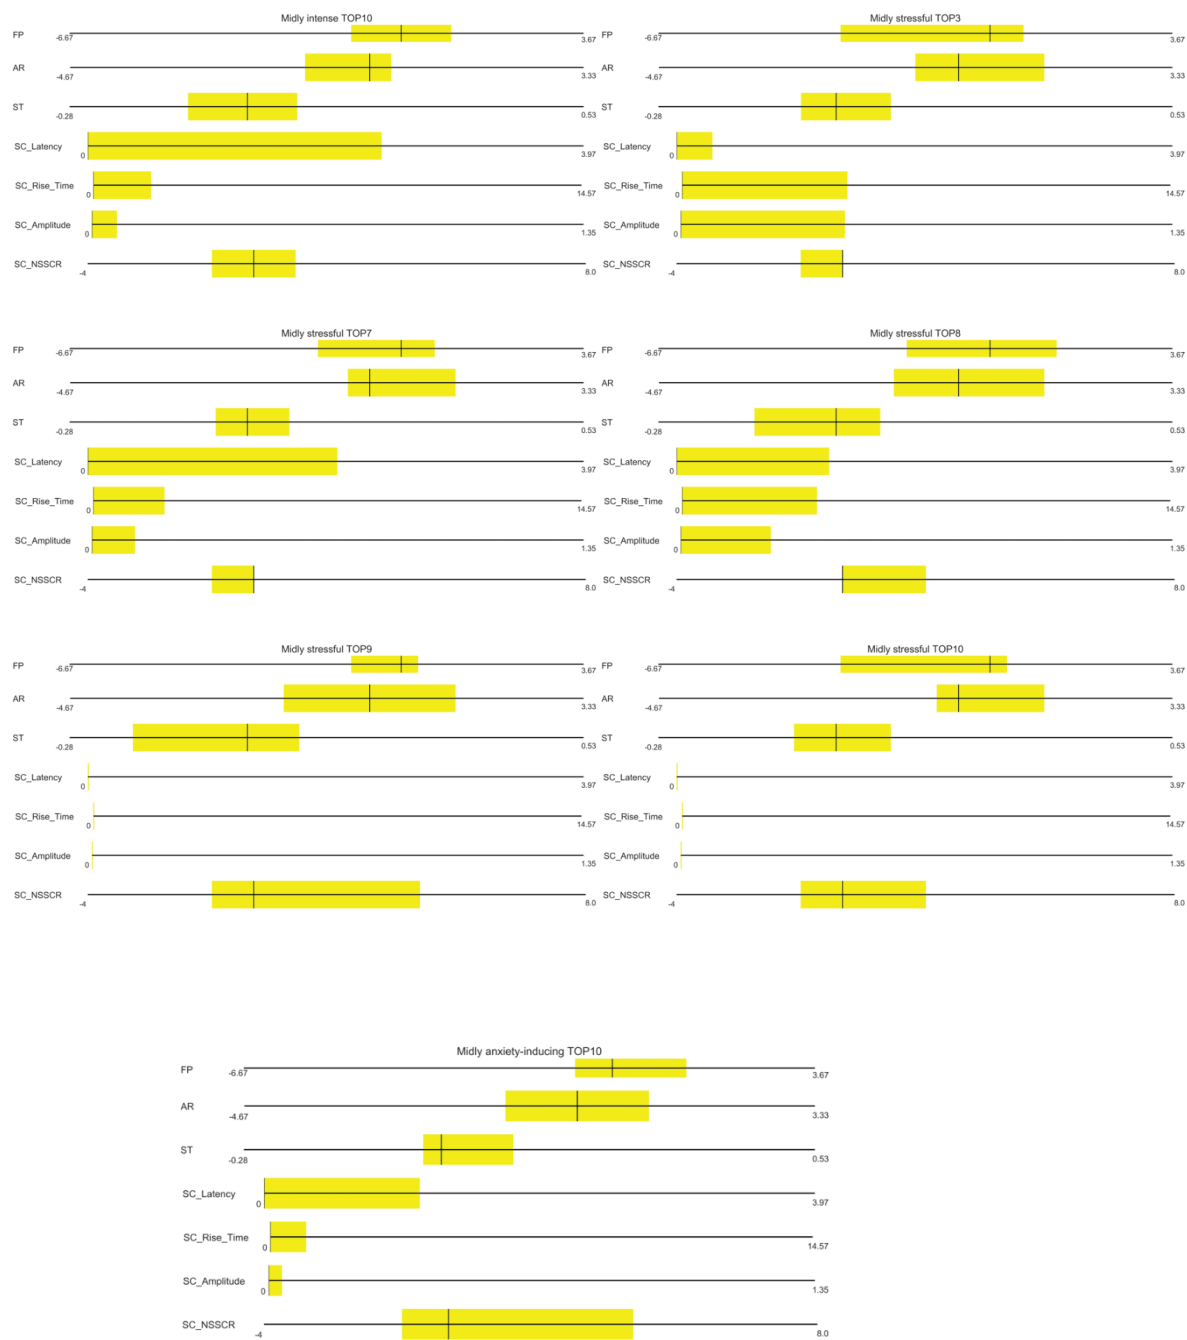 Midly intense TOP10
FP -6.67 3.67
AR -4.67 3.33
ST -0.28 0.53
SC_Latency 0 3.97
SC_Rise_Time 0 14.57
SC_Amplitude 0 1.35
SC_NSSCR -4 8.0
Midly stressful TOP3
FP -6.67 3.67
AR -4.67 3.33
ST -0.28 0.53
SC_Latency 0 3.97
SC_Rise_Time 0 14.57
SC_Amplitude 0 1.35
SC_NSSCR -4 8.0
Midly stressful TOP7
FP -6.67 3.67
AR -4.67 3.33
ST -0.28 0.53
SC_Latency 0 3.97
SC_Rise_Time 0 14.57
SC_Amplitude 0 1.35
SC_NSSCR -4 8.0
Midly stressful TOP8
FP -6.67 3.67
AR -4.67 3.33
ST -0.28 0.53
SC_Latency 0 3.97
SC_Rise_Time 0 14.57
SC_Amplitude 0 1.35
SC_NSSCR -4 8.0
Midly stressful TOP9
FP -6.67 3.67
AR -4.67 3.33
ST -0.28 0.53
SC_Latency 0 3.97
SC_Rise_Time 0 14.57
SC_Amplitude 0 1.35
SC_NSSCR -4 8.0
Midly stressful TOP10
FP -6.67 3.67
AR -4.67 3.33
ST -0.28 0.53
SC_Latency 0 3.97
SC_Rise_Time 0 14.57
SC_Amplitude 0 1.35
SC_NSSCR -4 8.0
Midly anxiety-inducing TOP10
FP -6.67 3.67
AR -4.67 3.33
ST -0.28 0.53
SC_Latency 0 3.97
SC_Rise_Time 0 14.57
SC_Amplitude 0 1.35
SC_NSSCR -4 8.0